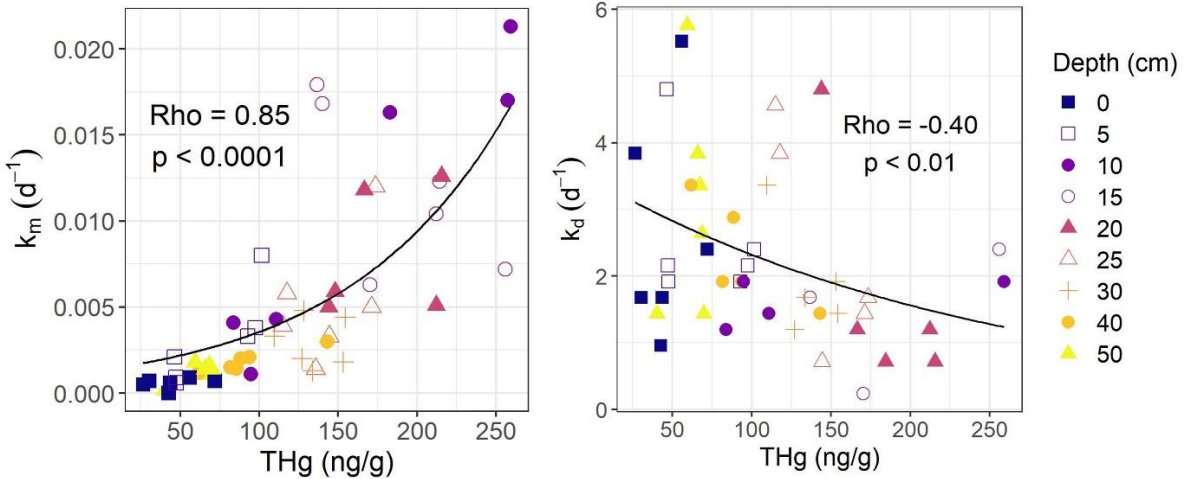 0.020
0.015
0.010
0.005
0.000
kₘ (d⁻¹)
Rho = 0.85
p < 0.0001
50 100 150 200 250
THg (ng/g)
6
4
2
0
k_d (d⁻¹)
Rho = -0.40
p < 0.01
50 100 150 200 250
THg (ng/g)
Depth (cm)
0
5
10
15
20
25
30
40
50